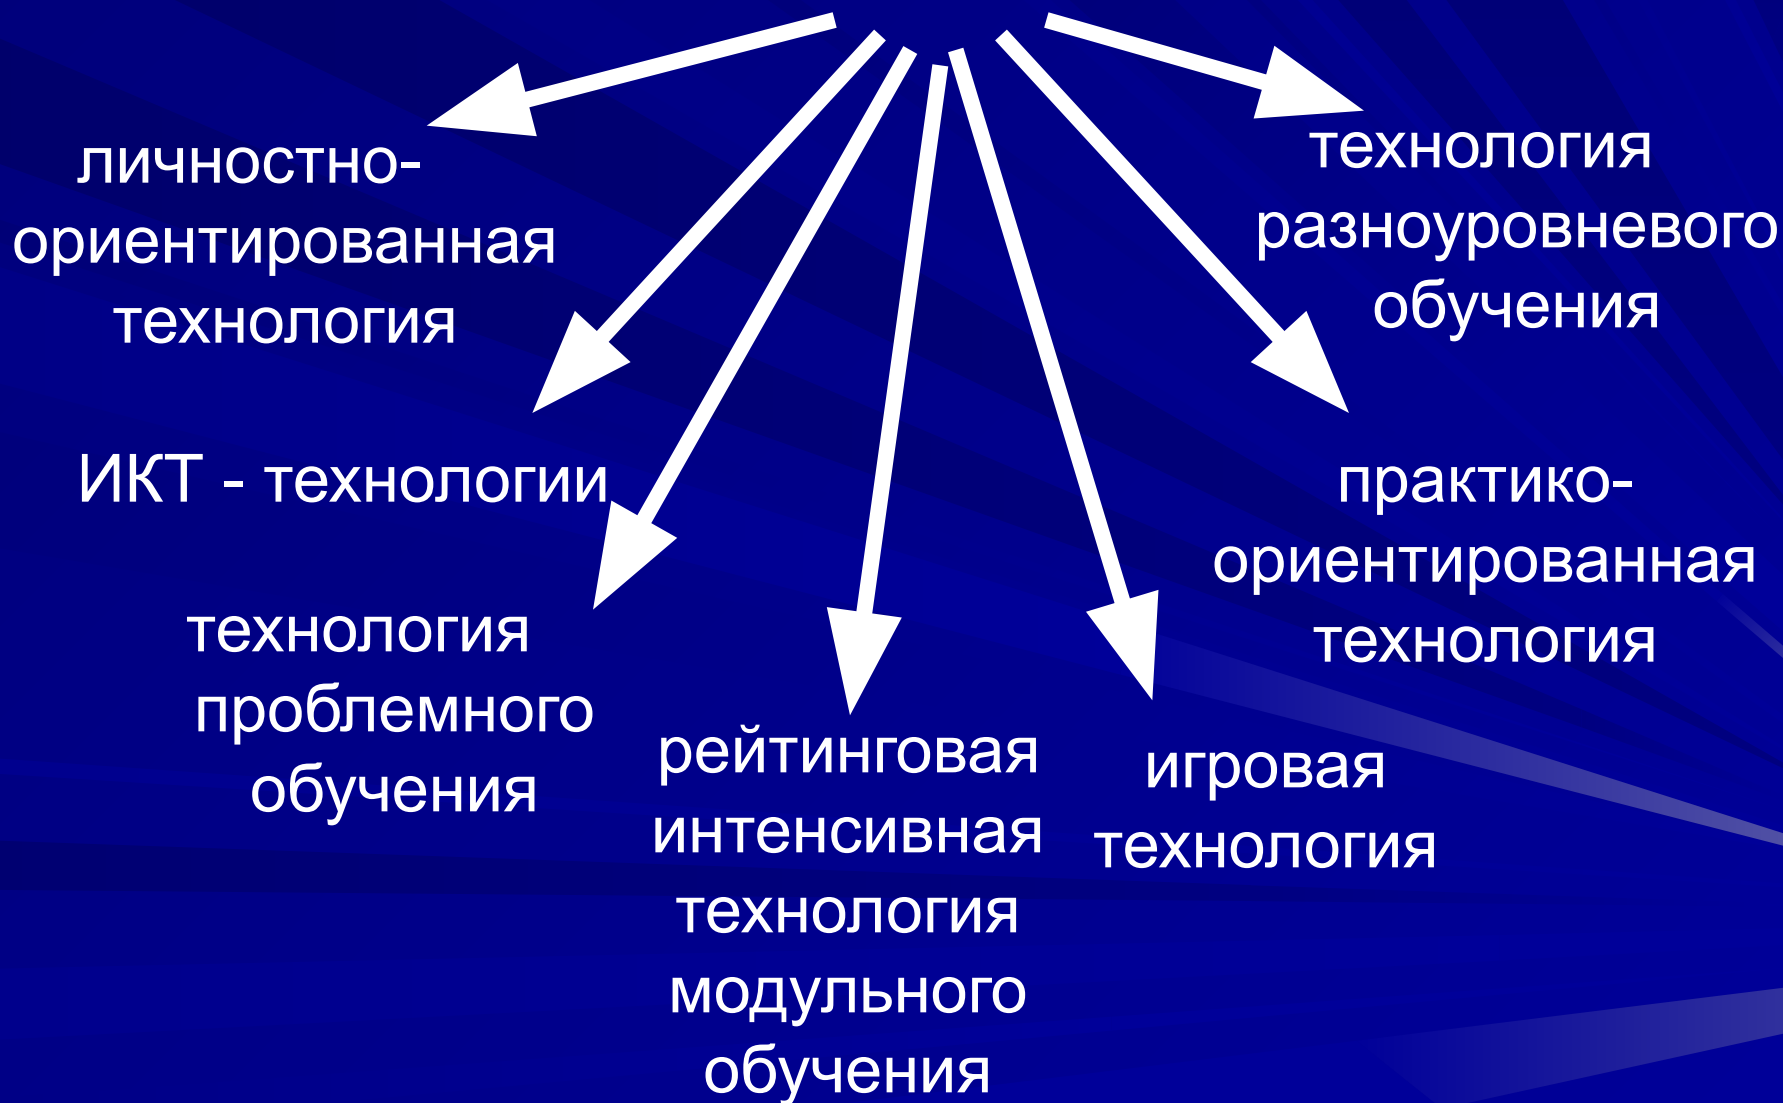 личностно-
ориентированная
технология
ИКТ - технологии
технология
проблемного
обучения
рейтинговая
интенсивная
технология
модульного
обучения
игровая
технология
практико-
ориентированная
технология
технология
разноуровневого
обучения